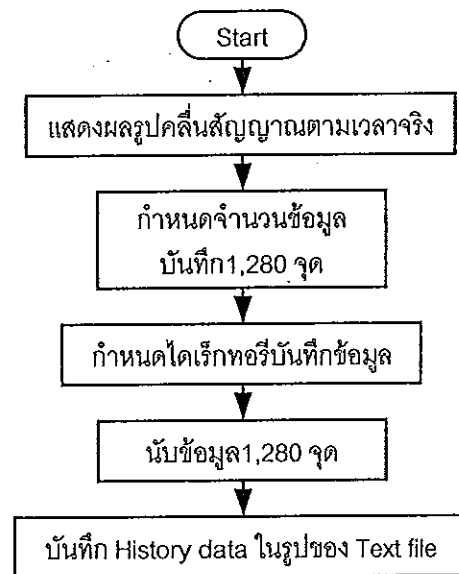 Start
แสดงผลรูปคลื่นสัญญาณตามเวลาจริง
กำหนดจำนวนข้อมูล
บันทึก1,280 จุด
กำหนดไดเร็กทอรีบันทึกข้อมูล
นับข้อมูล1,280 จุด
บันทึก History data ในรูปของ Text file